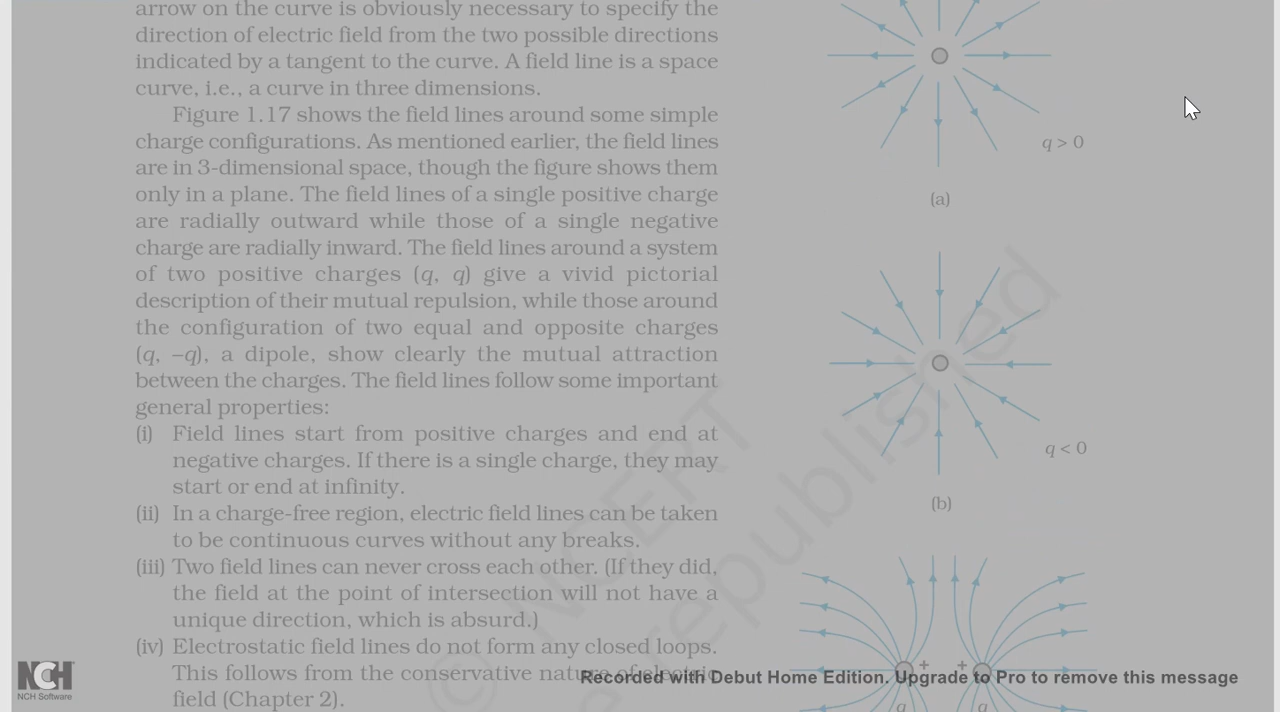 arrow on the curve is obviously necessary to specify the
direction of electric field from the two possible directions
indicated by a tangent to the curve. A field line is a space
curve, i.e., a curve in three dimensions.
Figure 1.17 shows the field lines around some simple
charge configurations. As mentioned earlier, the field lines
are in 3-dimensional space, though the figure shows them
only in a plane. The field lines of a single positive charge
are radially outward while those of a single negative
charge are radially inward. The field lines around a system
of two positive charges (q, q) give a vivid pictorial
description of their mutual repulsion, while those around
the configuration of two equal and opposite charges
(q, –q), a dipole, show clearly the mutual attraction
between the charges. The field lines follow some important
general properties:
(i) Field lines start from positive charges and end at
negative charges. If there is a single charge, they may
start or end at infinity.
(ii) In a charge-free region, electric field lines can be taken
to be continuous curves without any breaks.
(iii) Two field lines can never cross each other. (If they did,
the field at the point of intersection will not have a
unique direction, which is absurd.)
(iv) Electrostatic field lines do not form any closed loops.
This follows from the conservative nature of electric
field (Chapter 2).
q > 0
(a)
q < 0
(b)
+ +
q q
© NCERT
republished
NCH
NCH Software
Recorded with Debut Home Edition. Upgrade to Pro to remove this message